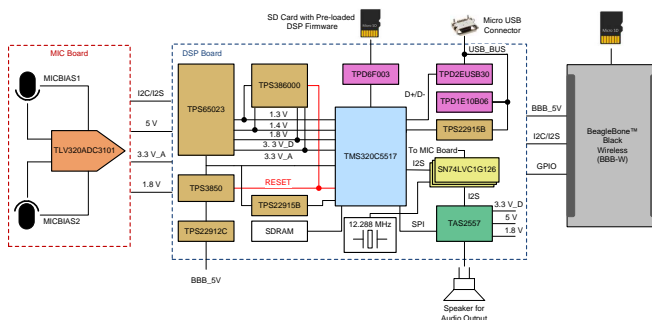 SD Card with Pre-loaded
DSP Firmware
Micro USB
Connector
MIC Board
DSP Board
USB_BUS
MICBIAS1
I2C/I2S
TPS65023
TPS386000
TPD6F003
TPD2EUSB30
D+/D-
TPD1E10B06
TPS22915B
BBB_5V
5 V
1.3 V
1.4 V
1.8 V
3. 3 V_D
3.3 V_A
TMS320C5517
TLV320ADC3101
3.3 V_A
To MIC Board
I2C/I2S
BeagleBone™
Black
Wireless
(BBB-W)
I2S
SN74LVC1G126
GPIO
1.8 V
TPS3850
RESET
I2S
MICBIAS2
TPS22915B
3.3 V_D
5 V
1.8 V
TPS22912C
SDRAM
12.288 MHz
SPI
TAS2557
BBB_5V
Speaker for
Audio Output